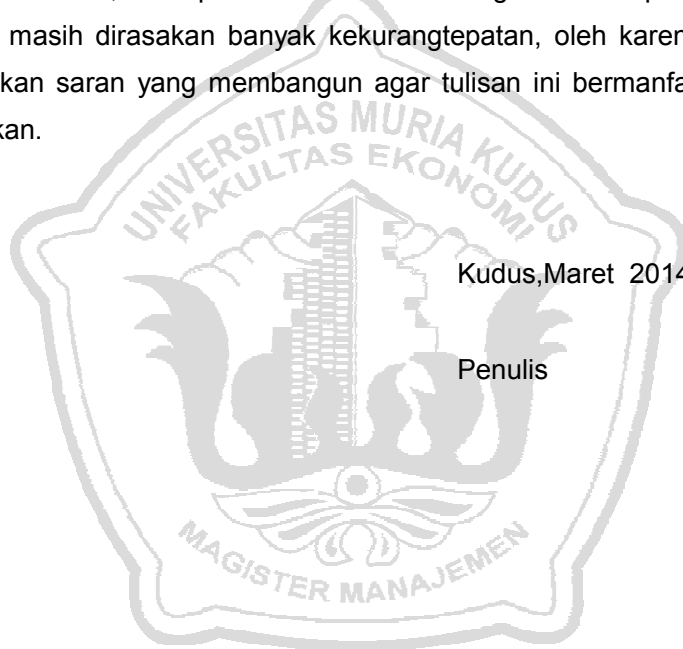 masih dirasakan banyak kekurangtepatan, oleh karen
kan saran yang membangun agar tulisan ini bermanfa
kan.
UNIVERSITAS MURIA KUDUS
FAKULTAS EKONOMI
Kudus,Maret 2014
Penulis
MAGISTER MANAJEMEN